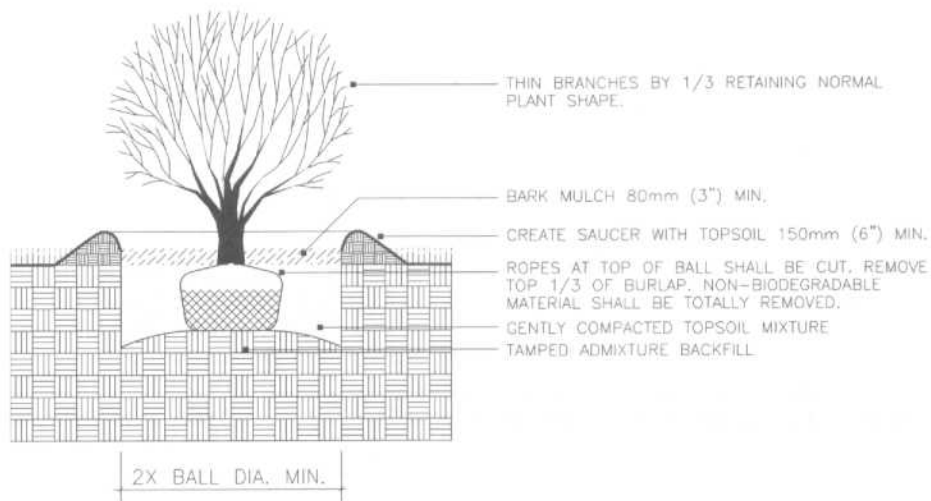 THIN BRANCHES BY 1/3 RETAINING NORMAL
PLANT SHAPE.
BARK MULCH 80mm (3") MIN.
CREATE SAUCER WITH TOPSOIL 150mm (6") MIN.
ROPES AT TOP OF BALL SHALL BE CUT. REMOVE
TOP 1/3 OF BURLAP. NON-BIODEGRADABLE
MATERIAL SHALL BE TOTALLY REMOVED.
GENTLY COMPACTED TOPSOIL MIXTURE
TAMPED ADMIXTURE BACKFILL
2X BALL DIA. MIN.